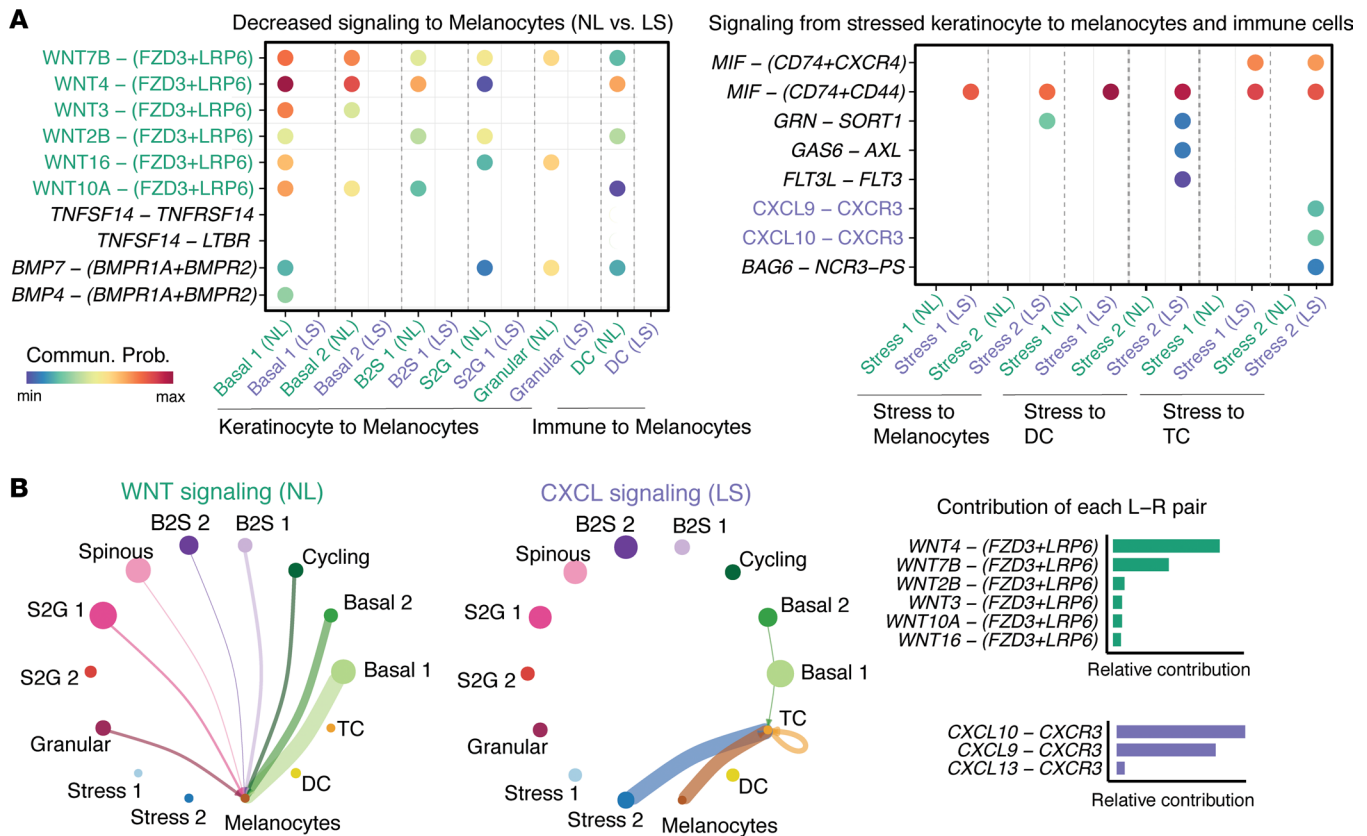 A
Decreased signaling to Melanocytes (NL vs. LS)
WNT7B – (FZD3+LRP6)
WNT4 – (FZD3+LRP6)
WNT3 – (FZD3+LRP6)
WNT2B – (FZD3+LRP6)
WNT16 – (FZD3+LRP6)
WNT10A – (FZD3+LRP6)
TNFSF14 – TNFRSF14
TNFSF14 – LTBR
BMP7 – (BMPR1A+BMPR2)
BMP4 – (BMPR1A+BMPR2)
Basal 1 (NL)
Basal 1 (LS)
Basal 2 (NL)
Basal 2 (LS)
B2S 1 (NL)
B2S 1 (LS)
S2G 1 (NL)
S2G 1 (LS)
Granular (NL)
Granular (LS)
DC (NL)
DC (LS)
Commun. Prob.
min
max
Keratinocyte to Melanocytes
Immune to Melanocytes
Signaling from stressed keratinocyte to melanocytes and immune cells
MIF – (CD74+CXCR4)
MIF – (CD74+CD44)
GRN – SORT1
GAS6 – AXL
FLT3L – FLT3
CXCL9 – CXCR3
CXCL10 – CXCR3
BAG6 – NCR3–PS
Stress 1 (NL)
Stress 1 (LS)
Stress 2 (NL)
Stress 2 (LS)
Stress 1 (NL)
Stress 1 (LS)
Stress 2 (NL)
Stress 2 (LS)
Stress 1 (NL)
Stress 1 (LS)
Stress 2 (NL)
Stress 2 (LS)
Stress to
Melanocytes
Stress to
DC
Stress to
TC
B
WNT signaling (NL)
B2S 2
B2S 1
Spinous
Cycling
S2G 1
Basal 2
S2G 2
Basal 1
Granular
TC
Stress 1
DC
Stress 2
Melanocytes
CXCL signaling (LS)
B2S 2
B2S 1
Spinous
Cycling
S2G 1
Basal 2
S2G 2
Basal 1
Granular
TC
Stress 1
DC
Stress 2
Melanocytes
Contribution of each L–R pair
WNT4 – (FZD3+LRP6)
WNT7B – (FZD3+LRP6)
WNT2B – (FZD3+LRP6)
WNT3 – (FZD3+LRP6)
WNT10A – (FZD3+LRP6)
WNT16 – (FZD3+LRP6)
Relative contribution
CXCL10 – CXCR3
CXCL9 – CXCR3
CXCL13 – CXCR3
Relative contribution